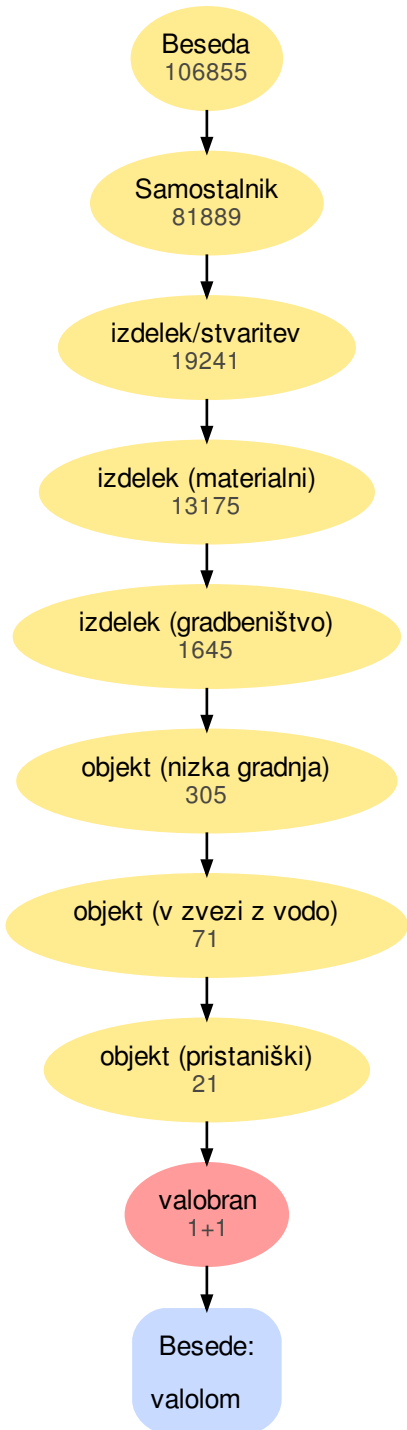 Beseda
106855
Samostalnik
81889
izdelek/stvaritev
19241
izdelek (materialni)
13175
izdelek (gradbeništvo)
1645
objekt (nizka gradnja)
305
objekt (v zvezi z vodo)
71
objekt (pristaniški)
21
valobran
1+1
Besede:
valolom